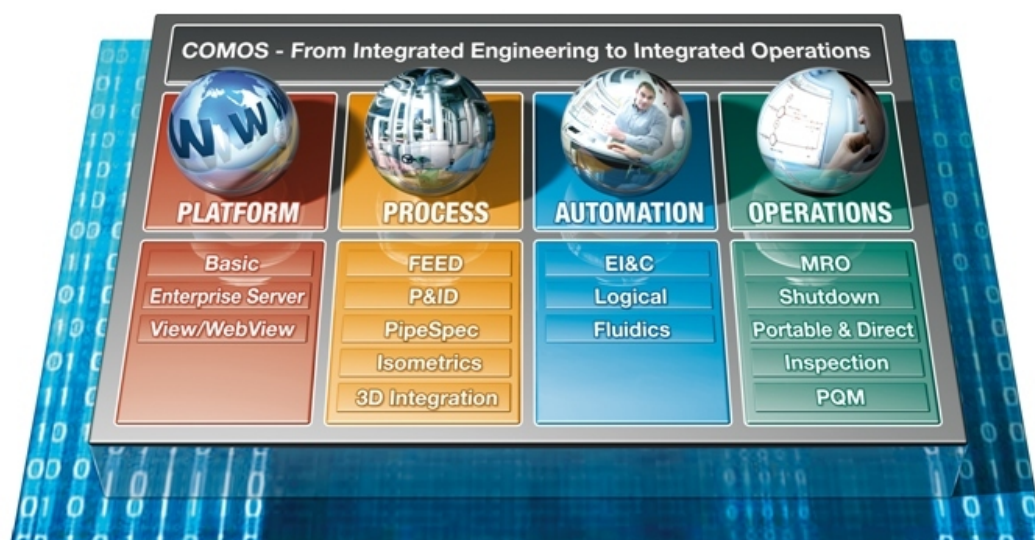 COMOS - From Integrated Engineering to Integrated Operations
WWW
PLATFORM
Basic
Enterprise Server
View/WebView
PROCESS
FEED
P&ID
PipeSpec
Isometrics
3D Integration
AUTOMATION
EI&C
Logical
Fluidics
OPERATIONS
MRO
Shutdown
Portable & Direct
Inspection
PQM